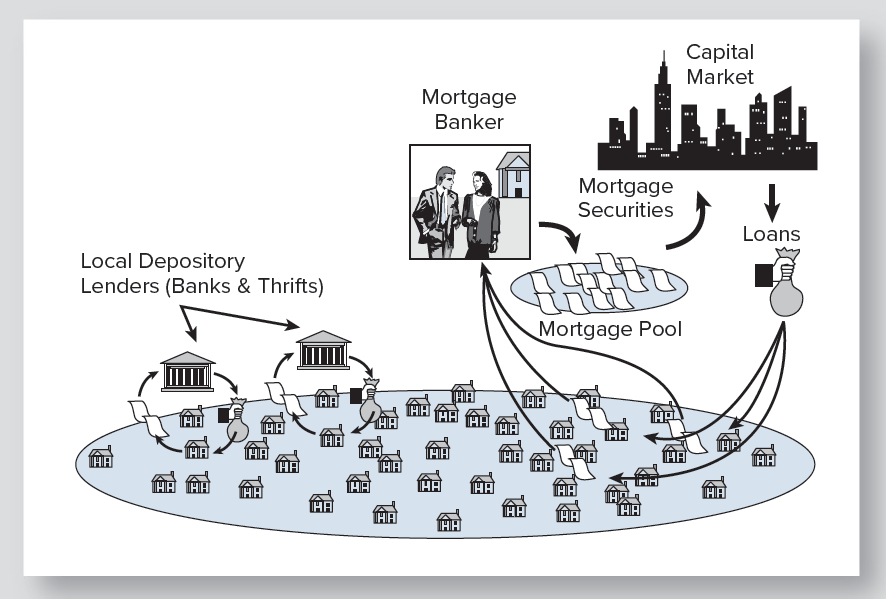 Capital
Market
Mortgage
Banker
Mortgage
Securities
Loans
Local Depository
Lenders (Banks & Thrifts)
Mortgage Pool